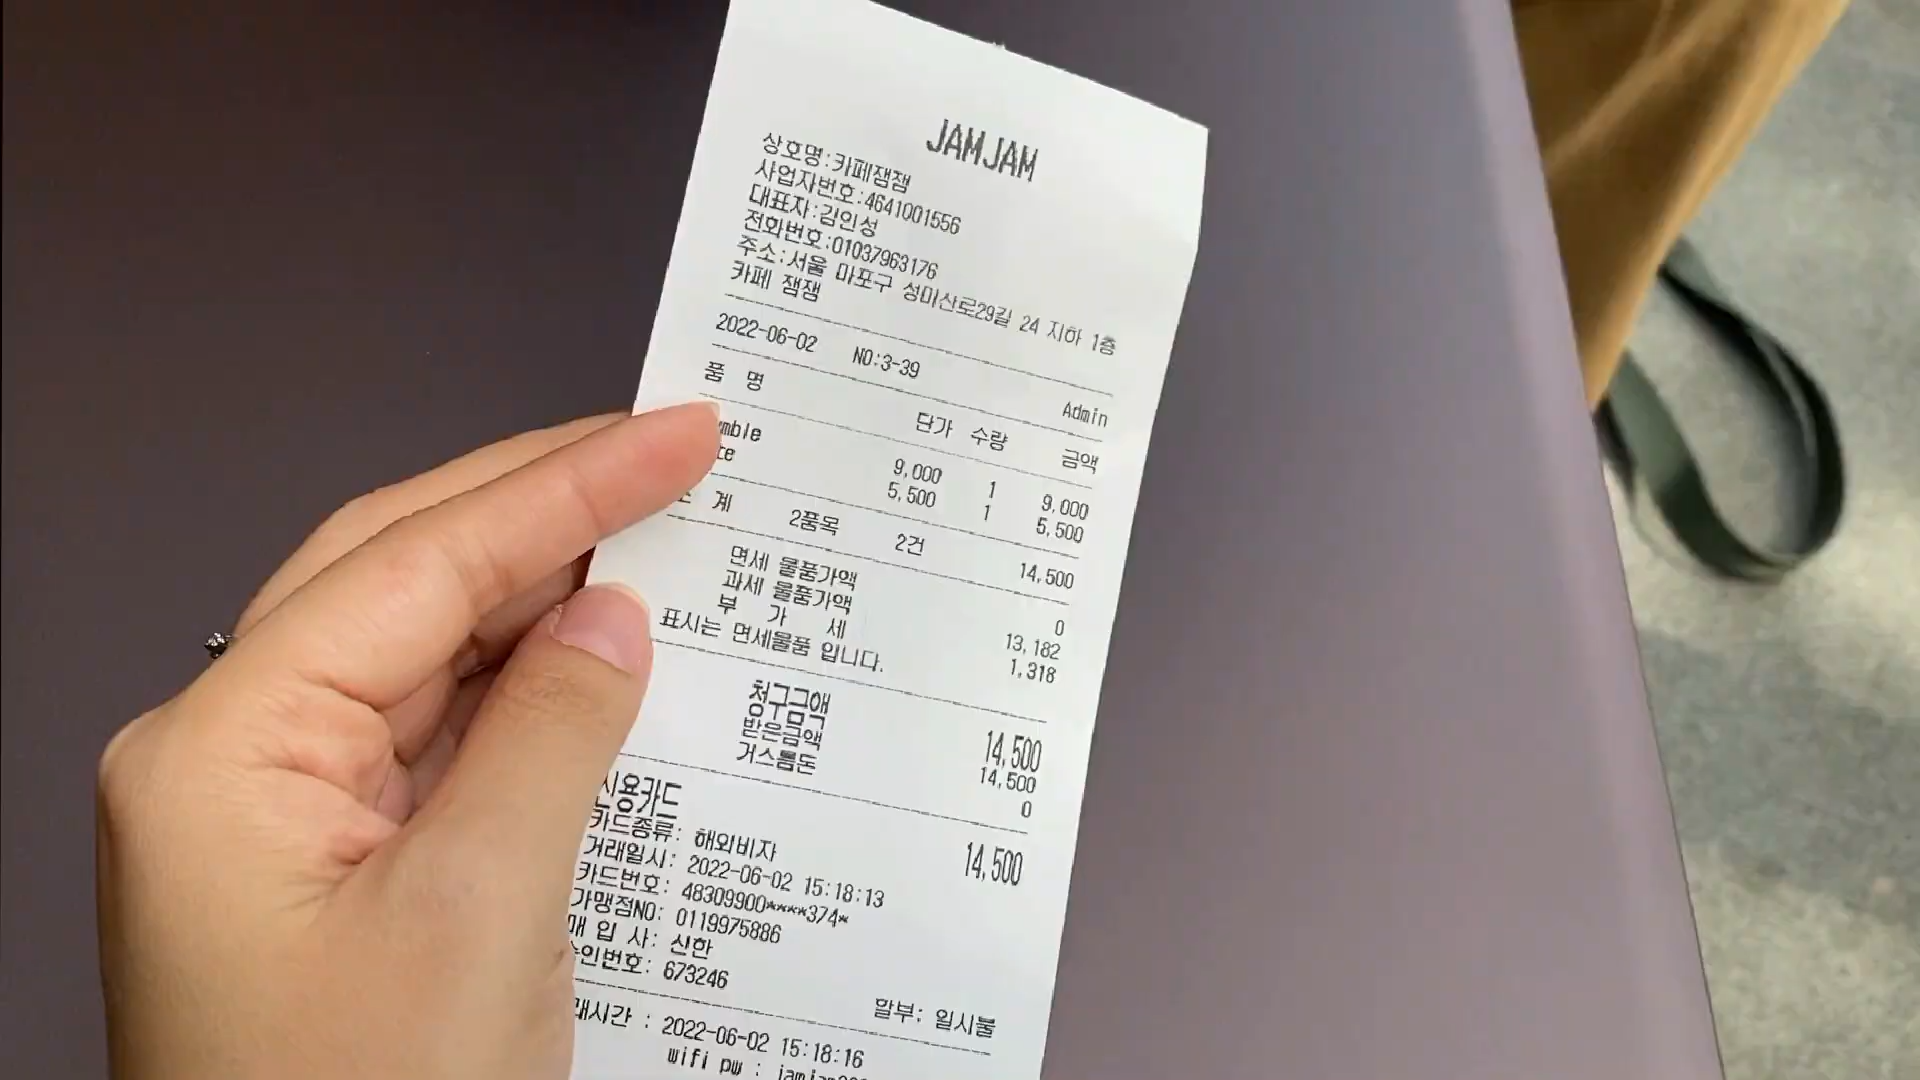 JAMJAM
상호명:카페잼잼
사업자번호:4641001556
대표자:김인성
전화번호:01037963176
주소:서울 마포구 성미산로29길 24 지하 1층
카페 잼잼
2022-06-02 NO:3-39 Admin
품 명 단가 수량 금액
9,000 1 9,000
5,500 1 5,500
계 2품목 2건 14,500
면세 물품가액 0
과세 물품가액 13,182
부 가 세 1,318
표시는 면세물품 입니다.
청구금액 14,500
받은금액 14,500
거스름돈 0
신용카드 14,500
카드종류: 해외비자
거래일시: 2022-06-02 15:18:13
카드번호: 48309900****374*
가맹점NO: 0119975886
매 입 사: 신한
승인번호: 673246 할부: 일시불
래시간 : 2022-06-02 15:18:16
wifi pw :